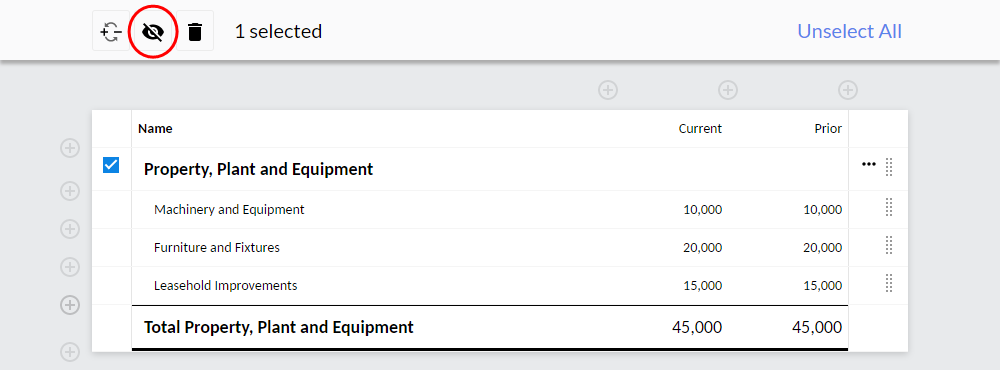 1 selected Unselect All
Name Current Prior
Property, Plant and Equipment
Machinery and Equipment 10,000 10,000
Furniture and Fixtures 20,000 20,000
Leasehold Improvements 15,000 15,000
Total Property, Plant and Equipment 45,000 45,000